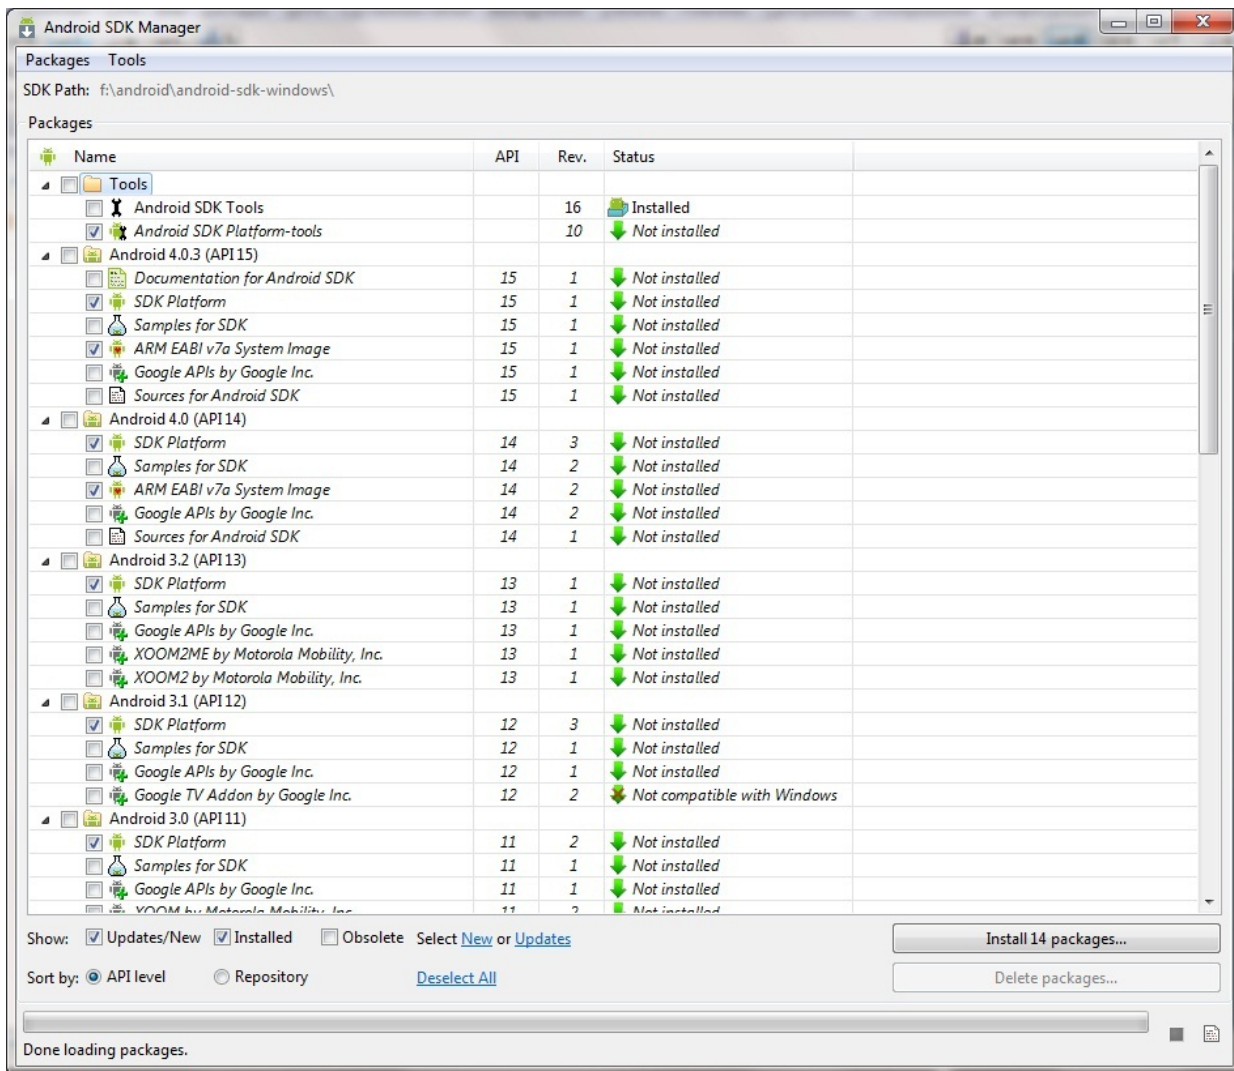 Android SDK Manager
Packages Tools
SDK Path: f:\android\android-sdk-windows\
Packages
Name API Rev. Status
Tools
Android SDK Tools 16 Installed
Android SDK Platform-tools 10 Not installed
Android 4.0.3 (API 15)
Documentation for Android SDK 15 1 Not installed
SDK Platform 15 1 Not installed
Samples for SDK 15 1 Not installed
ARM EABI v7a System Image 15 1 Not installed
Google APIs by Google Inc. 15 1 Not installed
Sources for Android SDK 15 1 Not installed
Android 4.0 (API 14)
SDK Platform 14 3 Not installed
Samples for SDK 14 2 Not installed
ARM EABI v7a System Image 14 2 Not installed
Google APIs by Google Inc. 14 2 Not installed
Sources for Android SDK 14 1 Not installed
Android 3.2 (API 13)
SDK Platform 13 1 Not installed
Samples for SDK 13 1 Not installed
Google APIs by Google Inc. 13 1 Not installed
XOOM2ME by Motorola Mobility, Inc. 13 1 Not installed
XOOM2 by Motorola Mobility, Inc. 13 1 Not installed
Android 3.1 (API 12)
SDK Platform 12 3 Not installed
Samples for SDK 12 1 Not installed
Google APIs by Google Inc. 12 1 Not installed
Google TV Addon by Google Inc. 12 2 Not compatible with Windows
Android 3.0 (API 11)
SDK Platform 11 2 Not installed
Samples for SDK 11 1 Not installed
Google APIs by Google Inc. 11 1 Not installed
XOOM by Motorola Mobility, Inc. 11 2 Not installed
Show: Updates/New Installed Obsolete Select New or Updates Install 14 packages...
Sort by: API level Repository Deselect All Delete packages...
Done loading packages.